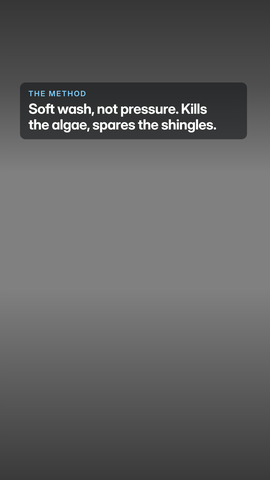 THE METHOD
Soft wash, not pressure. Kills
the algae, spares the shingles.